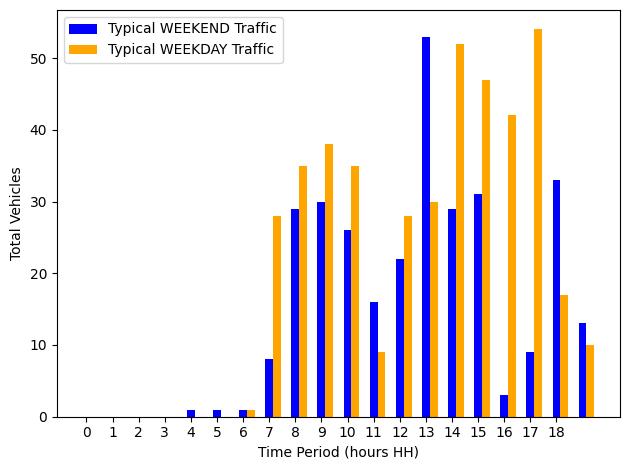 Typical WEEKEND Traffic
Typical WEEKDAY Traffic
50
40
30
20
10
0
Total Vehicles
0 1 2 3 4 5 6 7 8 9 10 11 12 13 14 15 16 17 18
Time Period (hours HH)